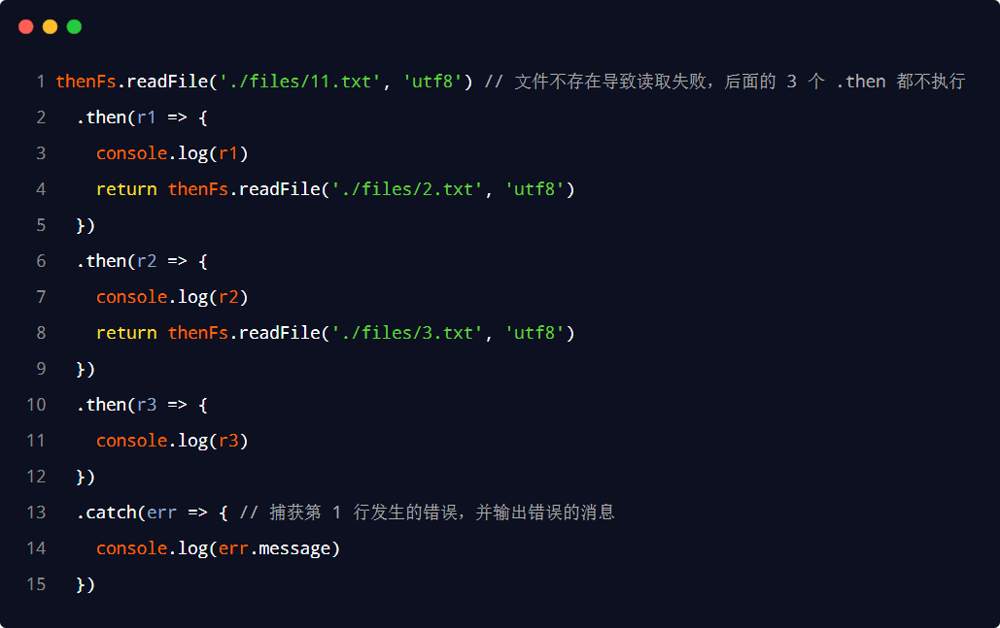 1 thenFs.readFile('./files/11.txt', 'utf8') // 文件不存在导致读取失败，后面的 3 个 .then 都不执行
2   .then(r1 => {
3     console.log(r1)
4     return thenFs.readFile('./files/2.txt', 'utf8')
5   })
6   .then(r2 => {
7     console.log(r2)
8     return thenFs.readFile('./files/3.txt', 'utf8')
9   })
10   .then(r3 => {
11     console.log(r3)
12   })
13   .catch(err => { // 捕获第 1 行发生的错误，并输出错误的消息
14     console.log(err.message)
15   })